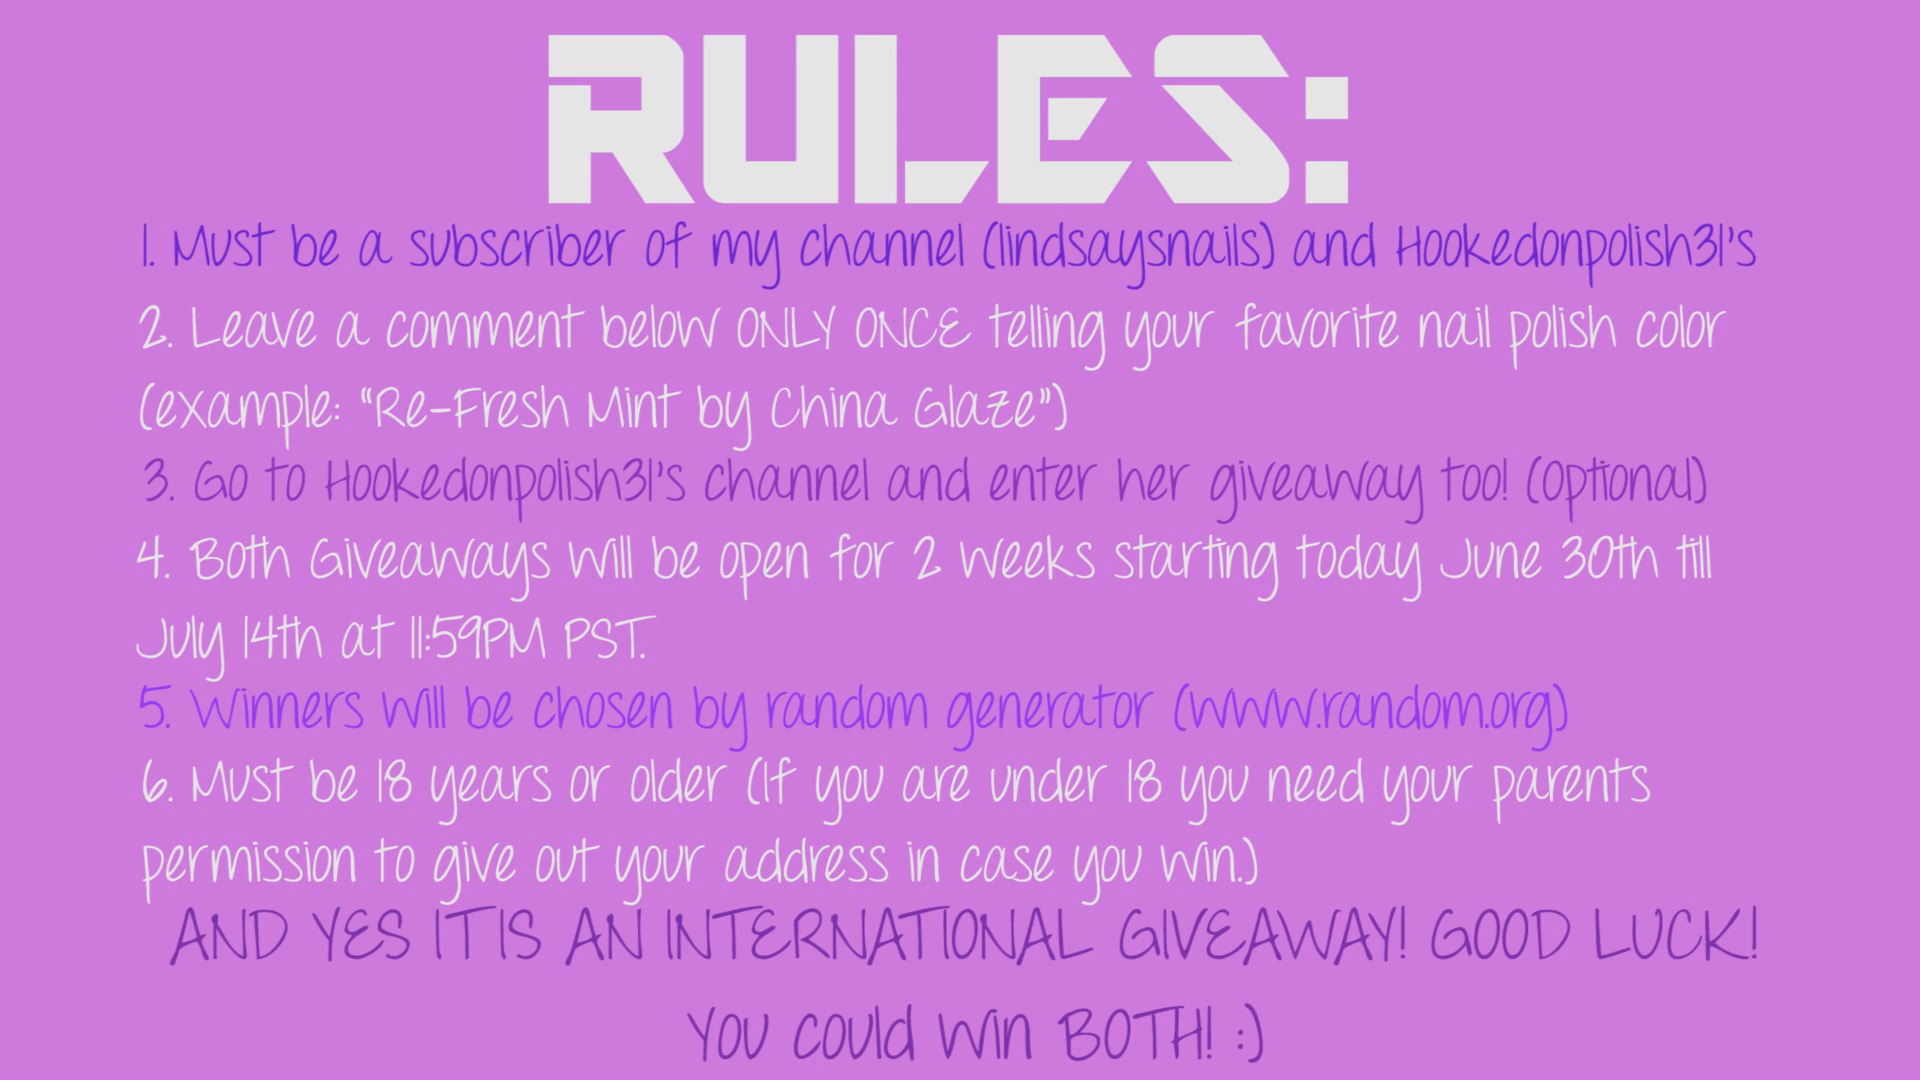 RULES:
1. Must be a subscriber of my channel (lindsaysnails) and Hookedonpolish31's
2. Leave a comment below ONLY ONCE telling your favorite nail polish color
(example: "Re-Fresh Mint by China Glaze")
3. Go to Hookedonpolish31's channel and enter her giveaway too! (Optional)
4. Both Giveaways will be open for 2 weeks starting today June 30th till
July 14th at 11:59PM PST.
5. Winners will be chosen by random generator (www.random.org)
6. Must be 18 years or older (If you are under 18 you need your parents
permission to give out your address in case you win.)
AND YES IT IS AN INTERNATIONAL GIVEAWAY! GOOD LUCK!
You could win BOTH! :)